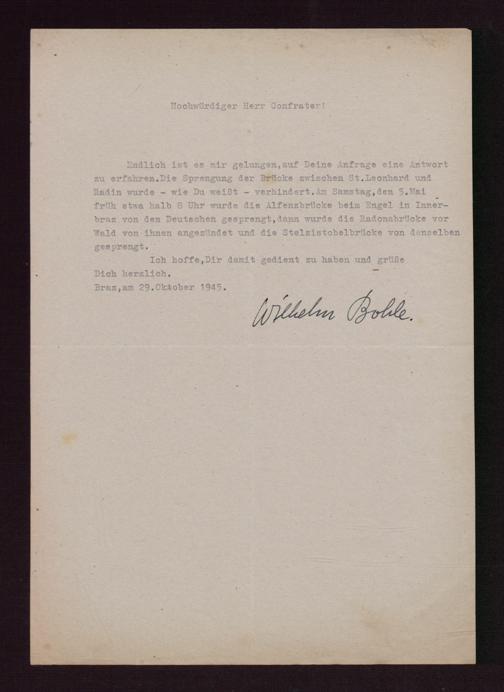 Hochwürdiger Herr Confrater!
Endlich ist es mir gelungen,auf Deine Anfrage eine Antwort
zu erfahren.Die Sprengung der Brücke zwischen St.Leonhard und
Radin wurde - wie Du weißt - verhindert.Am Samstag,den 5.Mai
früh etwa halb 8 Uhr wurde die Alfenzbrücke beim Engel in Inner-
braz von den Deutschen gesprengt,dann wurde die Radonabrücke vor
Wald von ihnen angezündet und die Stelzistobelbrücke von denselben
gesprengt.
Ich hoffe,Dir damit gedient zu haben und grüße
Dich herzlich.
Braz,am 29.Oktober 1945.
Wilhelm Bohle.